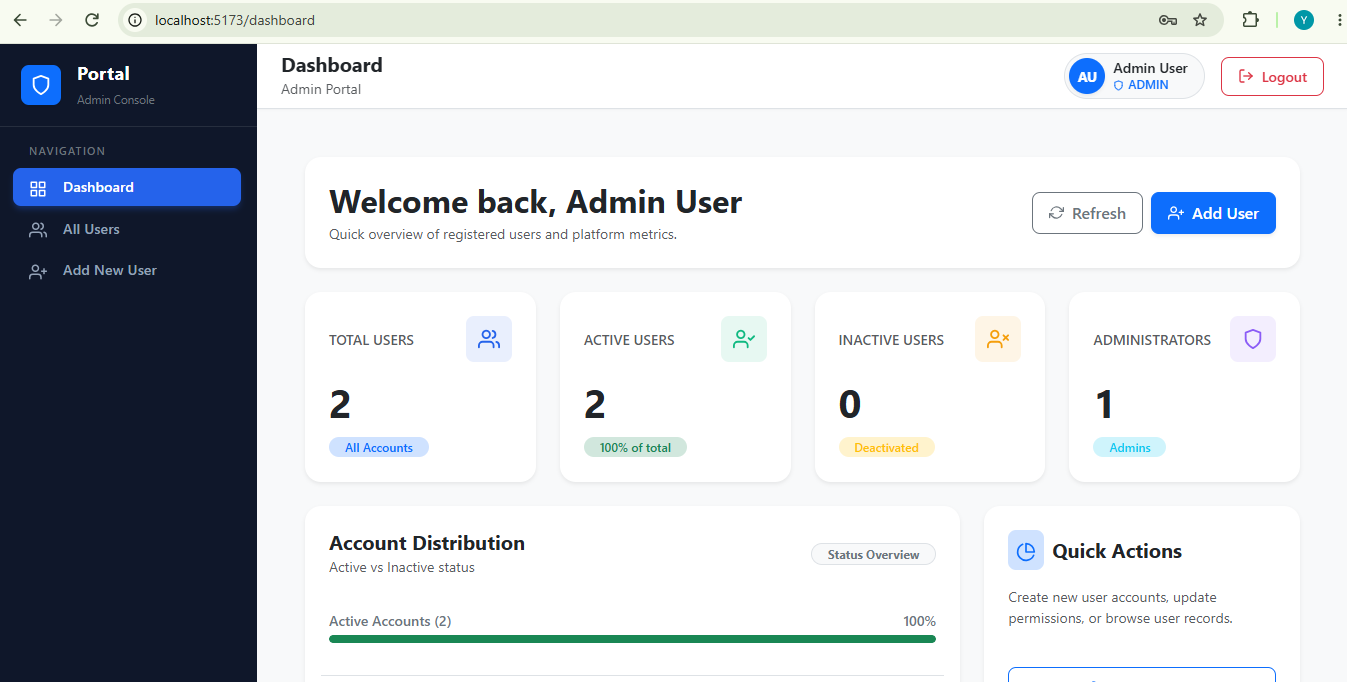 localhost:5173/dashboard
Y
Portal
Admin Console
NAVIGATION
Dashboard
All Users
Add New User
Dashboard
Admin Portal
AU
Admin User
ADMIN
Logout
Welcome back, Admin User
Quick overview of registered users and platform metrics.
Refresh
Add User
TOTAL USERS
2
All Accounts
ACTIVE USERS
2
100% of total
INACTIVE USERS
0
Deactivated
ADMINISTRATORS
1
Admins
Account Distribution
Active vs Inactive status
Status Overview
Active Accounts (2)
100%
Quick Actions
Create new user accounts, update
permissions, or browse user records.